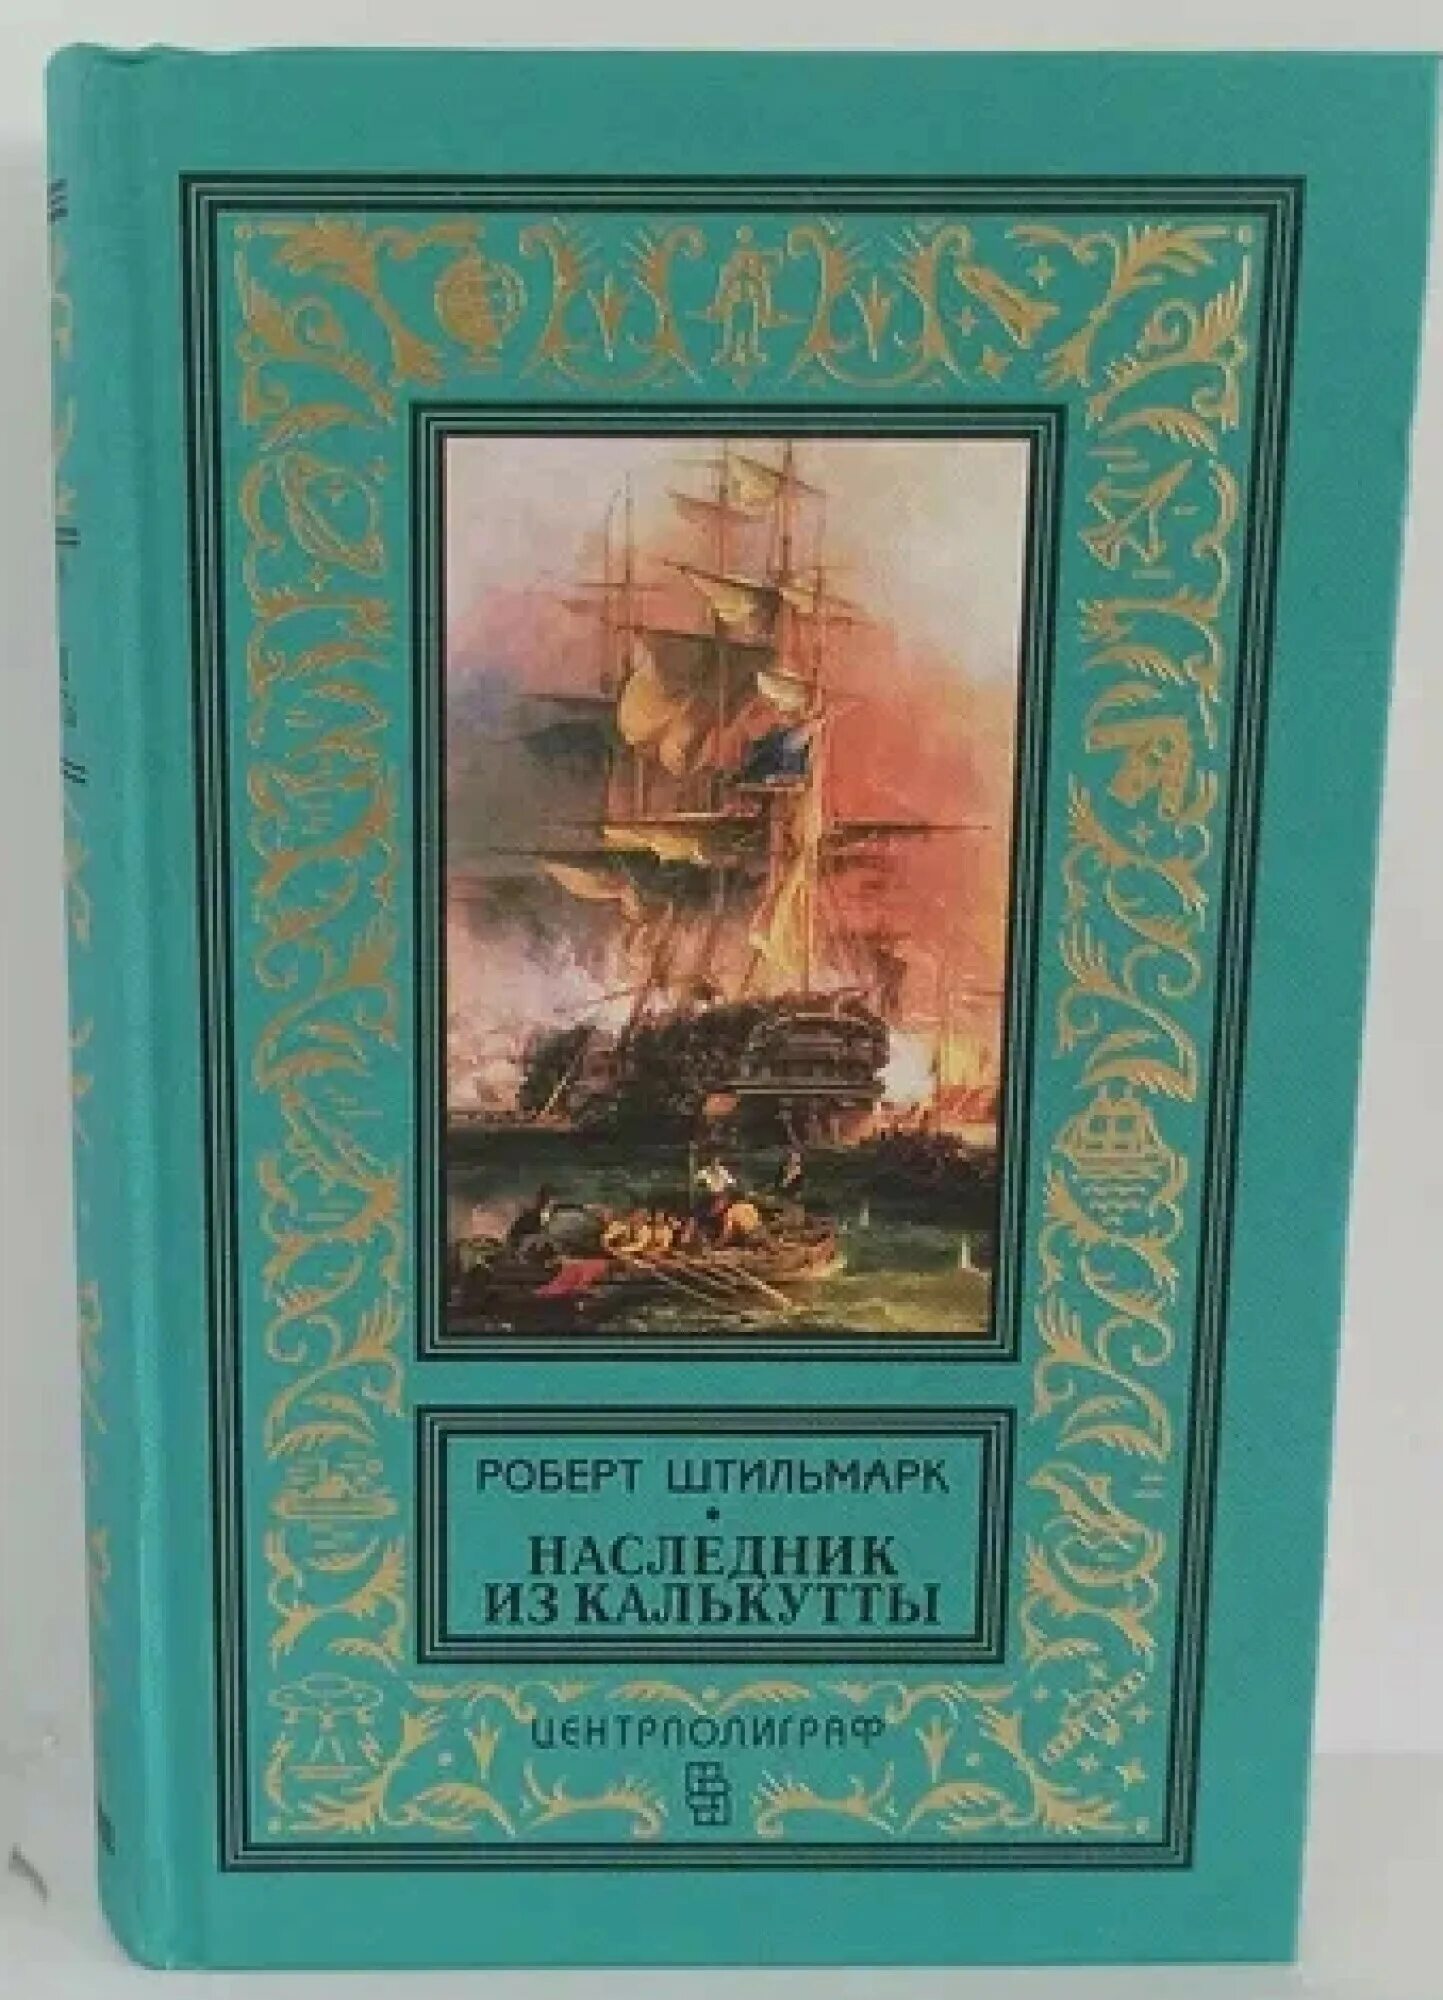 РОБЕРТ ШТИЛЬМАРК
НАСЛЕДНИК
ИЗ КАЛЬКУТТЫ
ЦЕНТРПОЛИГРАФ